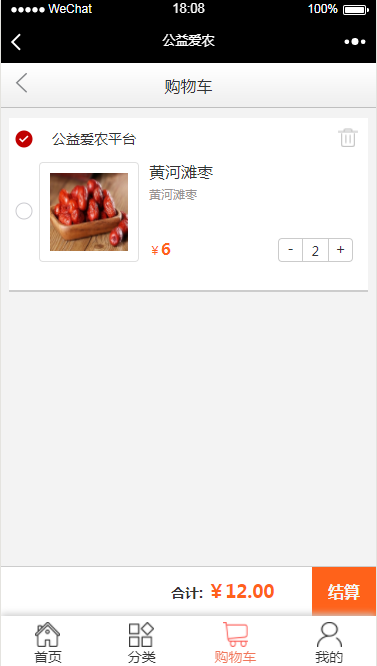 WeChat 18:08 100%
公益爱农
购物车
公益爱农平台
黄河滩枣
黄河滩枣
¥6 - 2 +
合计: ¥12.00 结算
首页 分类 购物车 我的